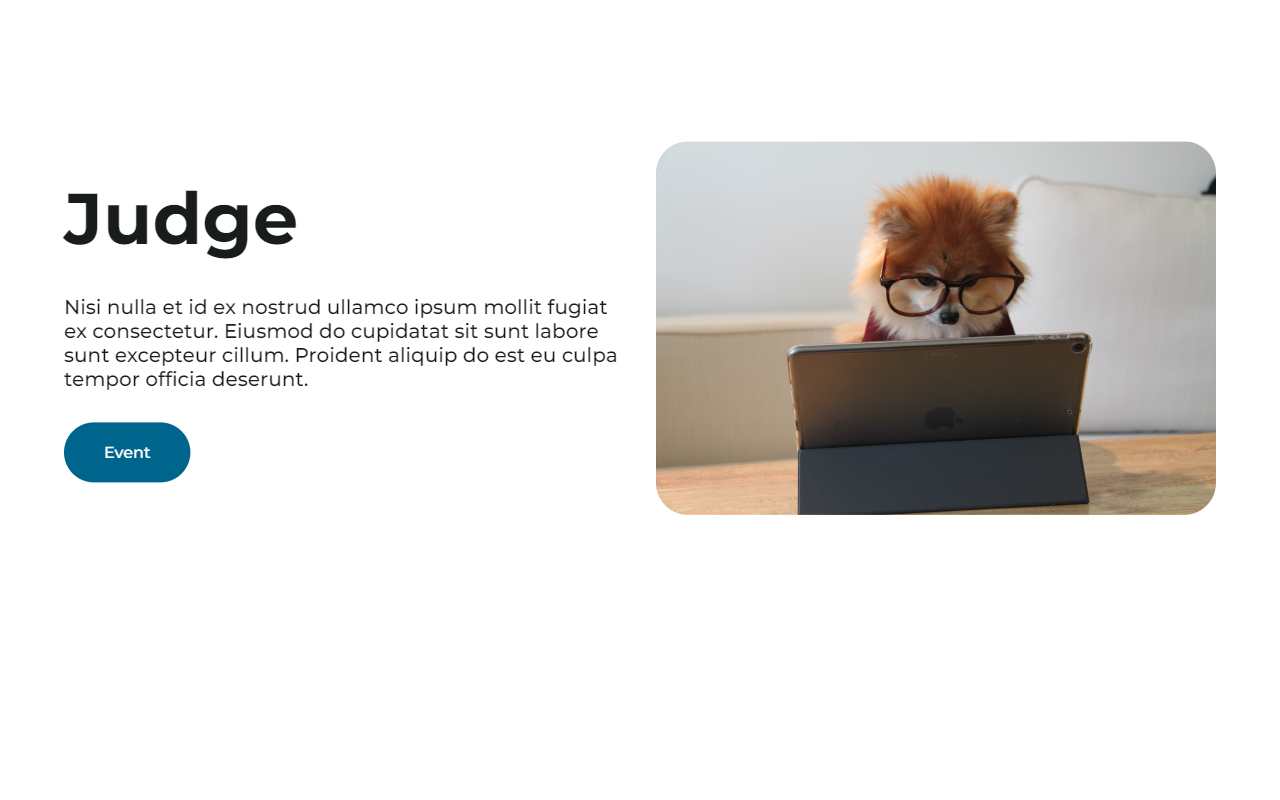 Judge
Nisi nulla et id ex nostrud ullamco ipsum mollit fugiat
ex consectetur. Eiusmod do cupidatat sit sunt labore
sunt excepteur cillum. Proident aliquip do est eu culpa
tempor officia deserunt.
Event